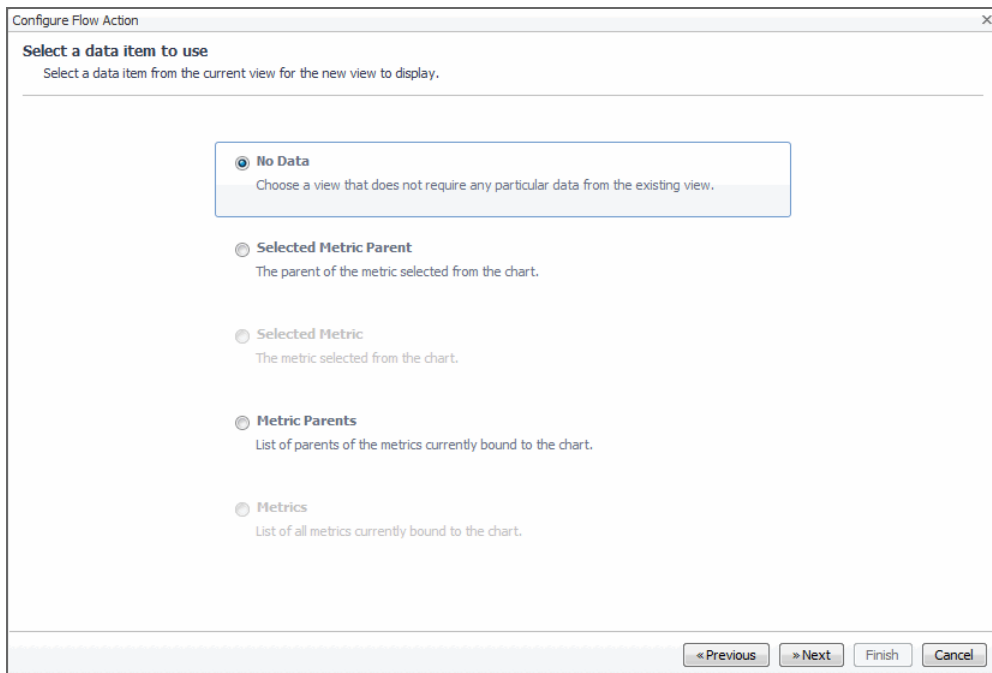 Configure Flow Action
Select a data item to use
Select a data item from the current view for the new view to display.
No Data
Choose a view that does not require any particular data from the existing view.
Selected Metric Parent
The parent of the metric selected from the chart.
Selected Metric
The metric selected from the chart.
Metric Parents
List of parents of the metrics currently bound to the chart.
Metrics
List of all metrics currently bound to the chart.
« Previous » Next Finish Cancel